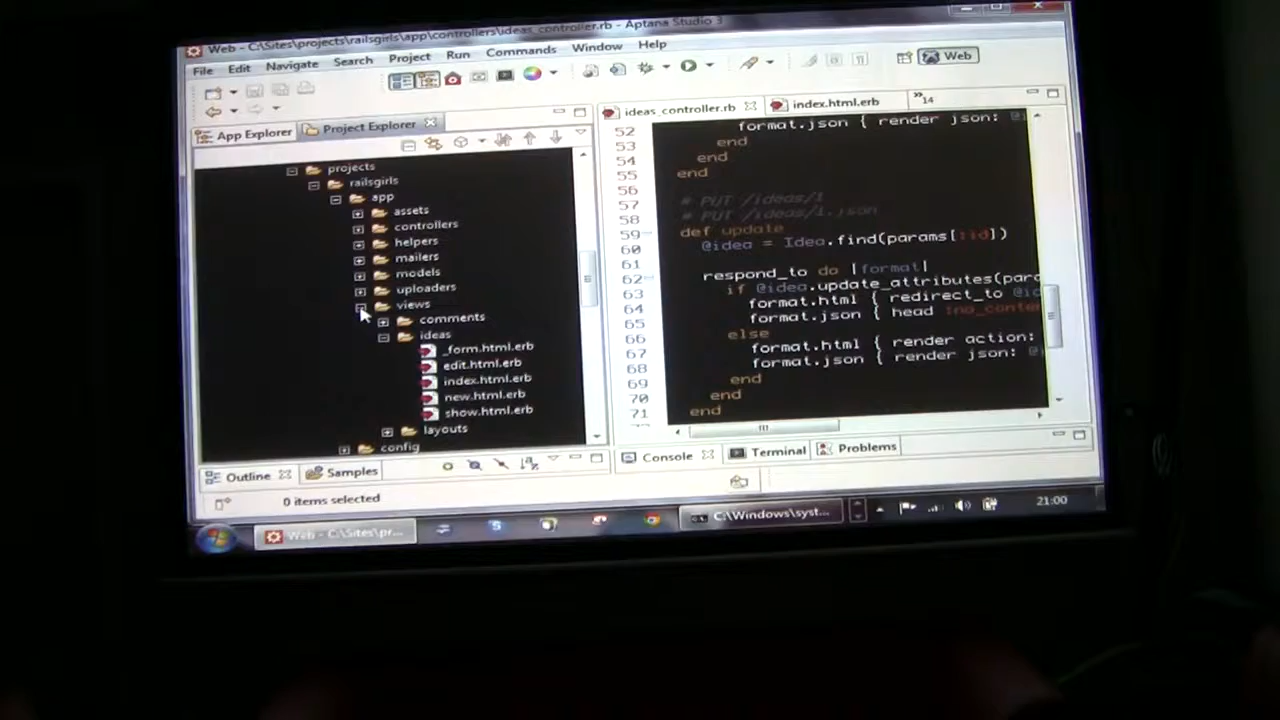 Web - C:\Sites\projects\railsgirls\app\controllers\ideas_controller.rb - Aptana Studio 3
File Edit Navigate Search Project Run Commands Window Help
Web
App Explorer Project Explorer
projects
railsgirls
app
assets
controllers
helpers
mailers
models
uploaders
views
comments
ideas
_form.html.erb
edit.html.erb
index.html.erb
new.html.erb
show.html.erb
layouts
config
Outline Samples
0 items selected
ideas_controller.rb index.html.erb »14
52 format.json { render json: @i
53 end
54 end
55 end
56
57 # PUT /ideas/1
58 # PUT /ideas/1.json
59 def update
60 @idea = Idea.find(params[:id])
61
62 respond_to do |format|
63 if @idea.update_attributes(para
64 format.html { redirect_to @id
65 format.json { head :no_conte
66 else
67 format.html { render action:
68 format.json { render json: @i
69 end
70 end
71 end
Console Terminal Problems
Web - C:\Sites\pr... C:\Windows\syst... 21:00